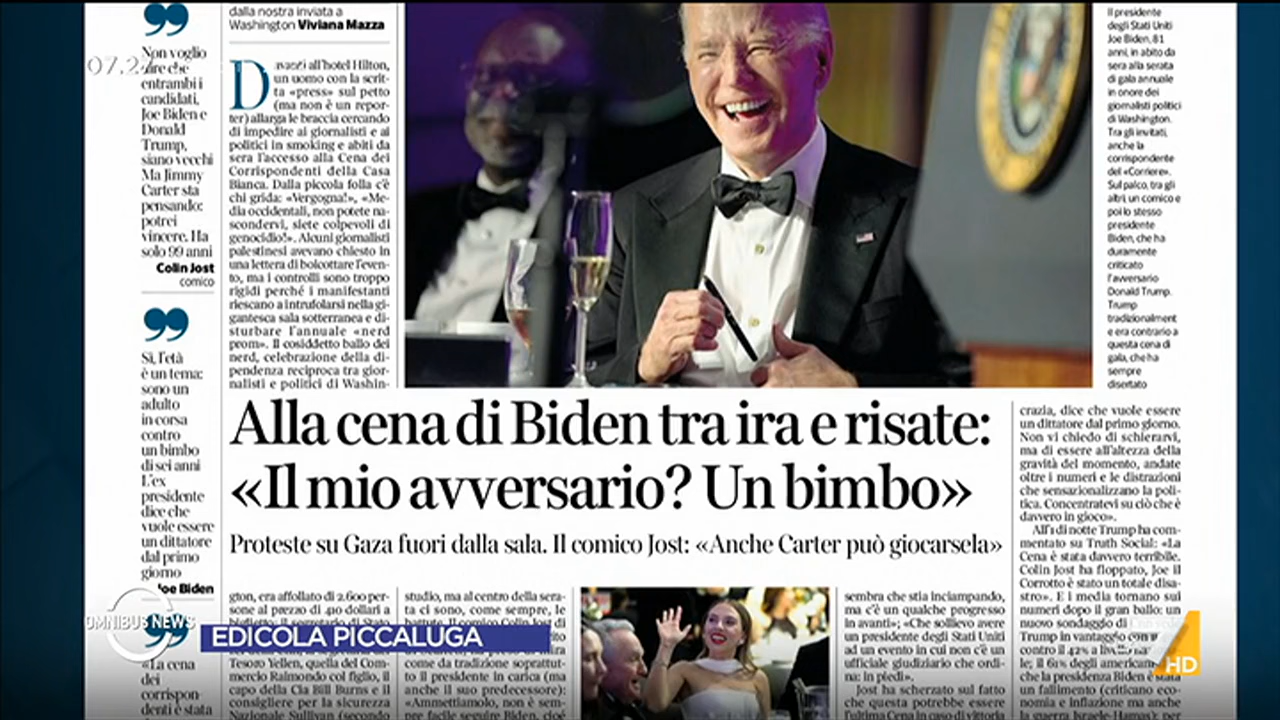 dalla nostra inviata a
Washington Viviana Mazza
Non voglio
dire che
entrambi i
candidati,
Joe Biden e
Donald
Trump,
siano vecchi
Ma Jimmy
Carter sta
pensando:
potrei
vincere. Ha
solo 99 anni
Colin Jost
comico
Sì, l'età
è un tema:
sono un
adulto
in corsa
contro
un bimbo
di sei anni
L'ex
presidente
dice che
vuole essere
un dittatore
dal primo
giorno
Joe Biden
«La cena
dei
corrispon-
denti è stata
Davanti all'hotel Hilton,
un uomo con la scrit-
ta «press» sul petto
(ma non è un repor-
ter) allarga le braccia cercando
di impedire ai giornalisti e ai
politici in smoking e abiti da
sera l'accesso alla Cena dei
Corrispondenti della Casa
Bianca. Dalla piccola folla c'è
chi grida: «Vergogna!», «Me-
dia occidentali, non potete na-
scondervi, siete colpevoli di
genocidio!». Alcuni giornalisti
palestinesi avevano chiesto in
una lettera di boicottare l'even-
to, ma i controlli sono troppo
rigidi perché i manifestanti
riescano a intrufolarsi nella gi-
gantesca sala sotterranea e di-
sturbare l'annuale «nerd
prom». Il cosiddetto ballo dei
nerd, celebrazione della di-
pendenza reciproca tra gior-
nalisti e politici di Washin-
Il presidente
degli Stati Uniti
Joe Biden, 81
anni, in abito da
sera alla serata
di gala annuale
in onore dei
giornalisti politici
di Washington.
Tra gli invitati,
anche la
corrispondente
del «Corriere».
Sul palco, tra gli
altri, un comico e
poi lo stesso
presidente
Biden, che ha
duramente
criticato
l'avversario
Donald Trump.
Trump
tradizionalment
e era contrario a
questa cena di
gala, che ha
sempre
disertato
Alla cena di Biden tra ira e risate:
«Il mio avversario? Un bimbo»
Proteste su Gaza fuori dalla sala. Il comico Jost: «Anche Carter può giocarsela»
gton, era affollato di 2.600 per-
sone al prezzo di 410 dollari a
Tesoro Yellen, quella del Com-
mercio Raimondo col figlio, il
capo della Cia Bill Burns e il
consigliere per la sicurezza
Nazionale Sullivan (secondo
studio, ma al centro della sera-
ta ci sono, come sempre, le
come da tradizione soprattut-
to il presidente in carica (ma
anche il suo predecessore):
«Ammettiamolo, non è sem-
pre facile seguire Biden, cioè
sembra che stia inciampando,
ma c'è un qualche progresso
in avanti»; «Che sollievo avere
un presidente degli Stati Uniti
ad un evento in cui non c'è un
ufficiale giudiziario che ordi-
na: in piedi».
Jost ha scherzato sul fatto
che questa potrebbe essere
l'ultima Cena in caso di vittoria
crazia, dice che vuole essere
un dittatore dal primo giorno.
Non vi chiedo di schierarvi,
ma di essere all'altezza della
gravità del momento, andate
oltre i numeri e le distrazioni
che sensazionalizzano la poli-
tica. Concentratevi su ciò che è
davvero in gioco».
All'1 di notte Trump ha com-
mentato su Truth Social: «La
Cena è stata davvero terribile.
Colin Jost ha floppato, Joe il
Corrotto è stato un totale disa-
stro». E i media tornano sui
numeri dopo il gran ballo: un
nuovo sondaggio di
Trump in vantaggio
contro il 42%
le; il 61% degli
che la presidenza Biden è stata
un fallimento (criticano eco-
nomia e inflazione ma anche
07.27
OMNIBUS NEWS
EDICOLA PICCALUGA
HD